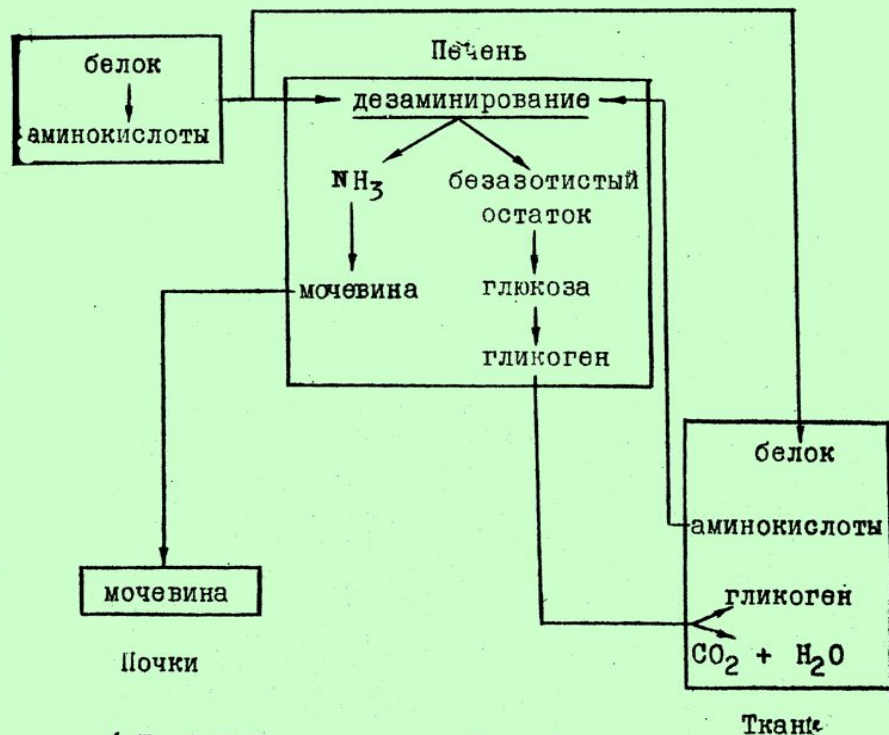 Печень
белок
аминокислоты
дезаминирование
NH3
безазотистый
остаток
мочевина
глюкоза
гликоген
белок
аминокислоты
гликоген
CO2 + H2O
мочевина
Почки
Ткани